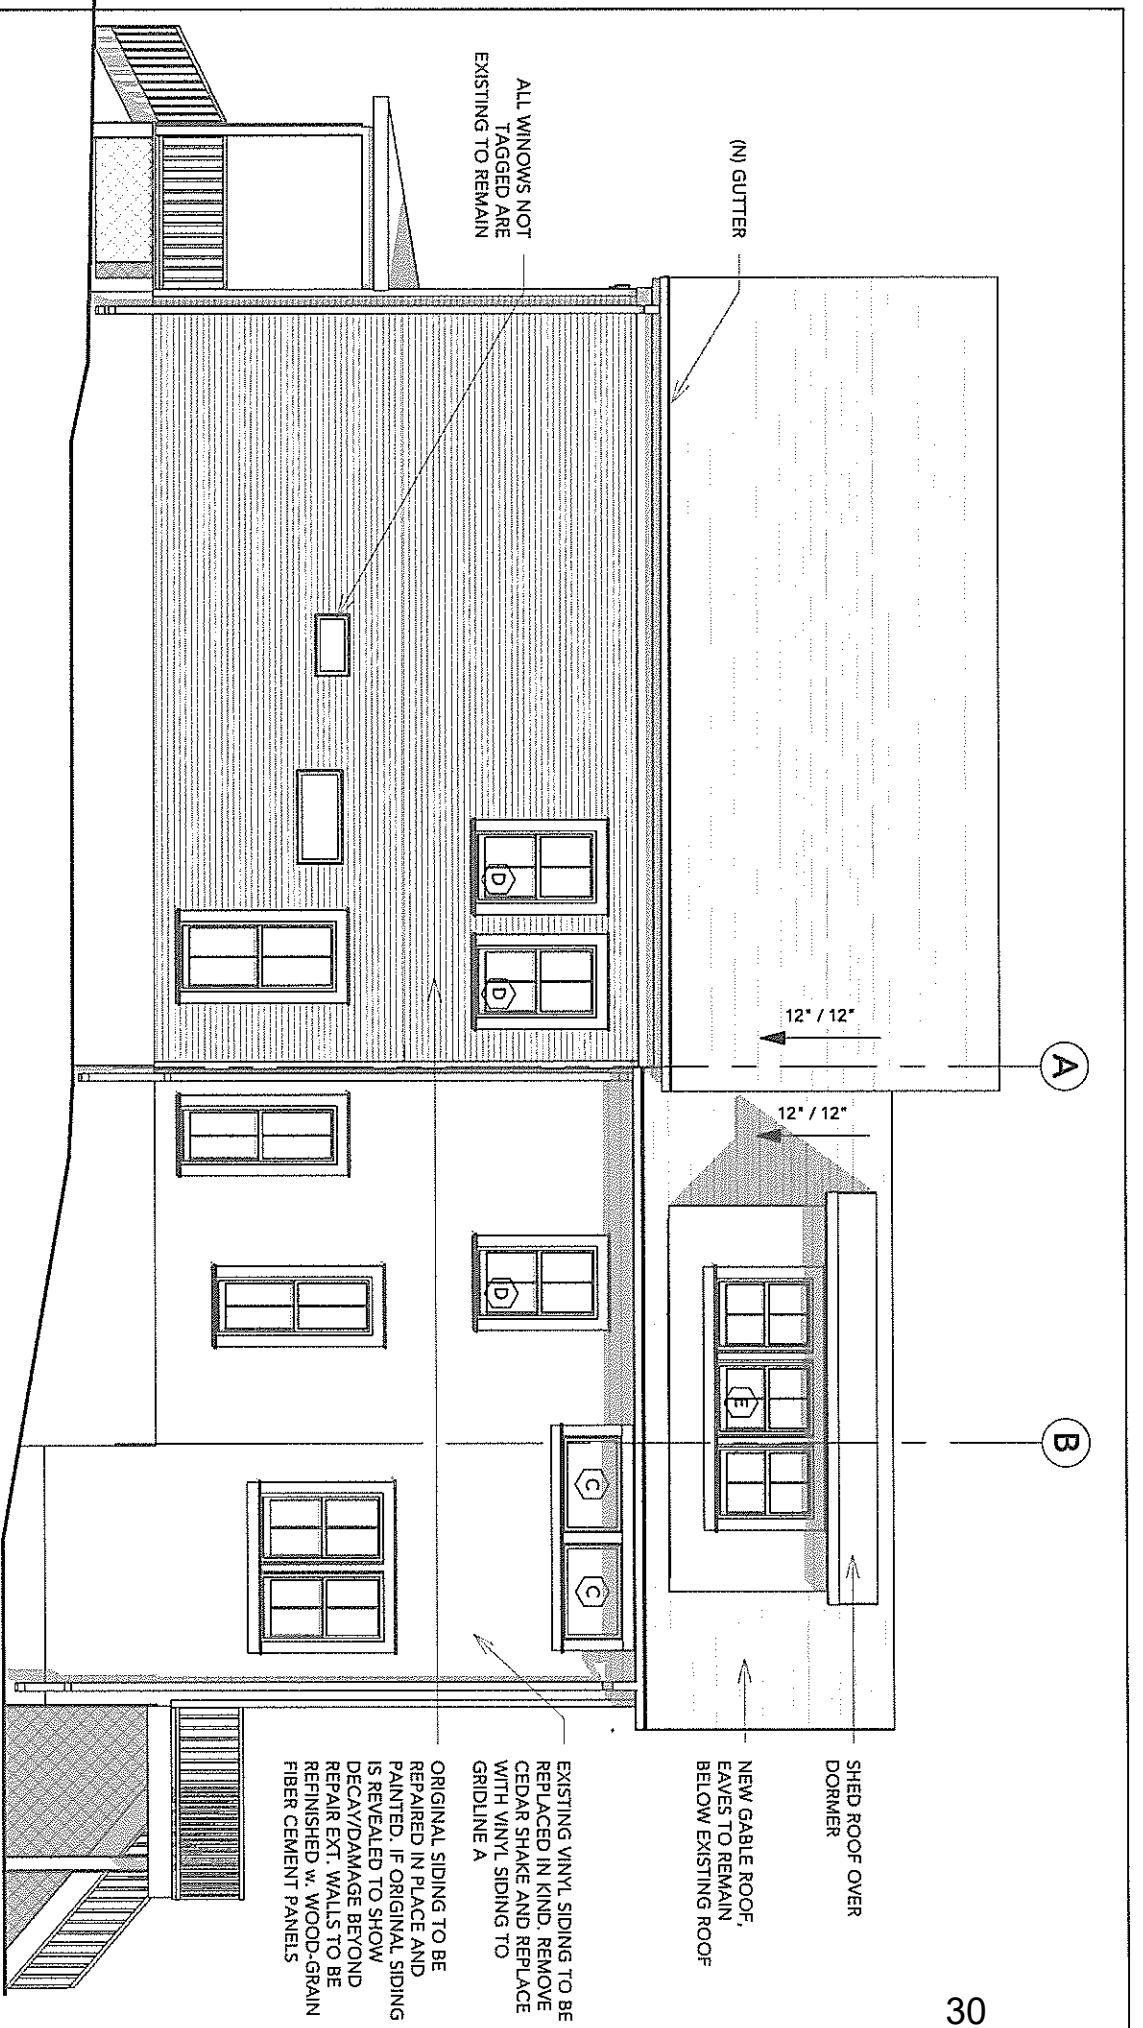 (N) GUTTER
ALL WINOWS NOT
TAGGED ARE
EXISTING TO REMAIN
A
B
12" / 12"
12" / 12"
D
D
D
E
C
C
SHED ROOF OVER
DORMER
NEW GABLE ROOF,
EAVES TO REMAIN
BELOW EXISTING ROOF
EXISTING VINYL SIDING TO BE
REPLACED IN KIND. REMOVE
CEDAR SHAKE AND REPLACE
WITH VINYL SIDING TO
GRIDLINE A
ORIGINAL SIDING TO BE
REPAIRED IN PLACE AND
PAINTED. IF ORIGINAL SIDING
IS REVEALED TO SHOW
DECAY/DAMAGE BEYOND
REPAIR EXT. WALLS TO BE
REFINISHED w. WOOD-GRAIN
FIBER CEMENT PANELS
30